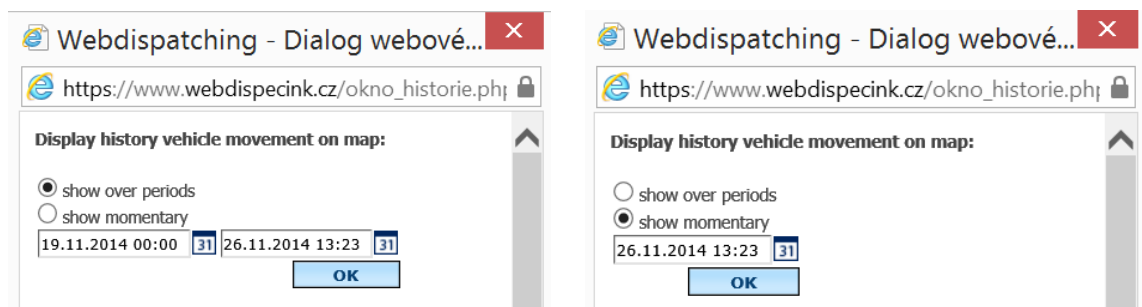 Webdispatching - Dialog webové...
https://www.webdispecink.cz/okno_historie.php
Display history vehicle movement on map:
show over periods
show momentary
19.11.2014 00:00 31 26.11.2014 13:23 31
OK
Webdispatching - Dialog webové...
https://www.webdispecink.cz/okno_historie.php
Display history vehicle movement on map:
show over periods
show momentary
26.11.2014 13:23 31
OK